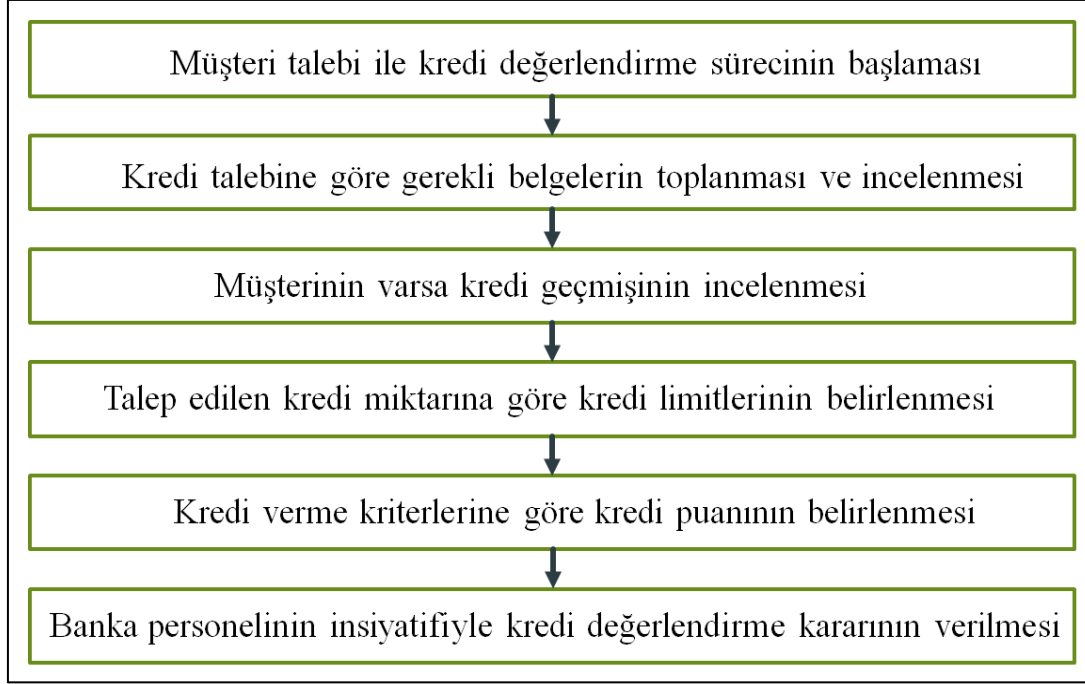 Müşteri talebi ile kredi değerlendirme sürecinin başlaması
Kredi talebine göre gerekli belgelerin toplanması ve incelenmesi
Müşterinin varsa kredi geçmişinin incelenmesi
Talep edilen kredi miktarına göre kredi limitlerinin belirlenmesi
Kredi verme kriterlerine göre kredi puanının belirlenmesi
Banka personelinin insiyatifiyle kredi değerlendirme kararının verilmesi